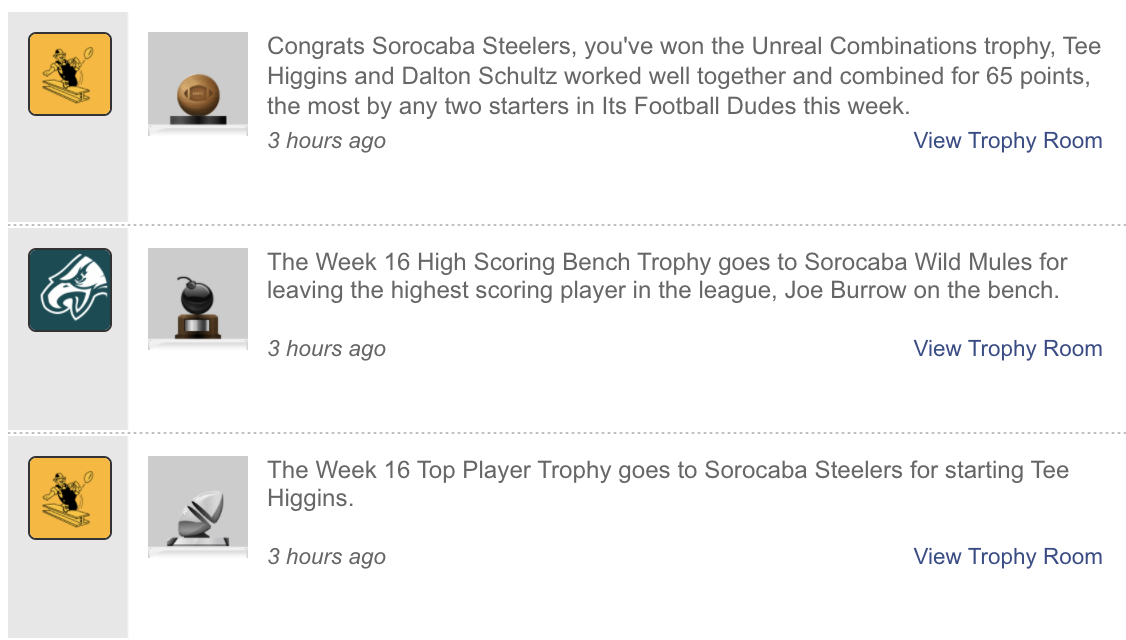 Congrats Sorocaba Steelers, you've won the Unreal Combinations trophy, Tee
Higgins and Dalton Schultz worked well together and combined for 65 points,
the most by any two starters in Its Football Dudes this week.
3 hours ago
View Trophy Room
The Week 16 High Scoring Bench Trophy goes to Sorocaba Wild Mules for
leaving the highest scoring player in the league, Joe Burrow on the bench.
3 hours ago
View Trophy Room
The Week 16 Top Player Trophy goes to Sorocaba Steelers for starting Tee
Higgins.
3 hours ago
View Trophy Room